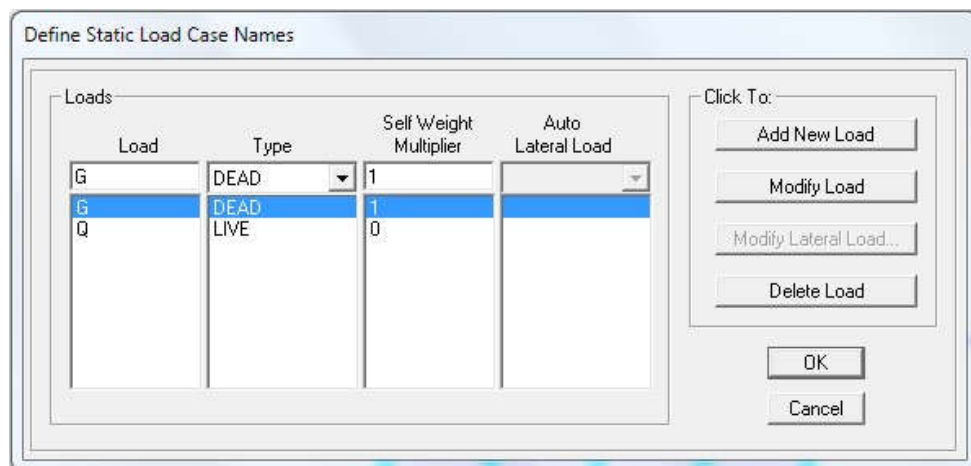 Define Static Load Case Names
Loads
Load Type Self Weight Multiplier Auto Lateral Load
G DEAD 1
G DEAD 1
Q LIVE 0
Click To:
Add New Load
Modify Load
Modify Lateral Load...
Delete Load
OK
Cancel